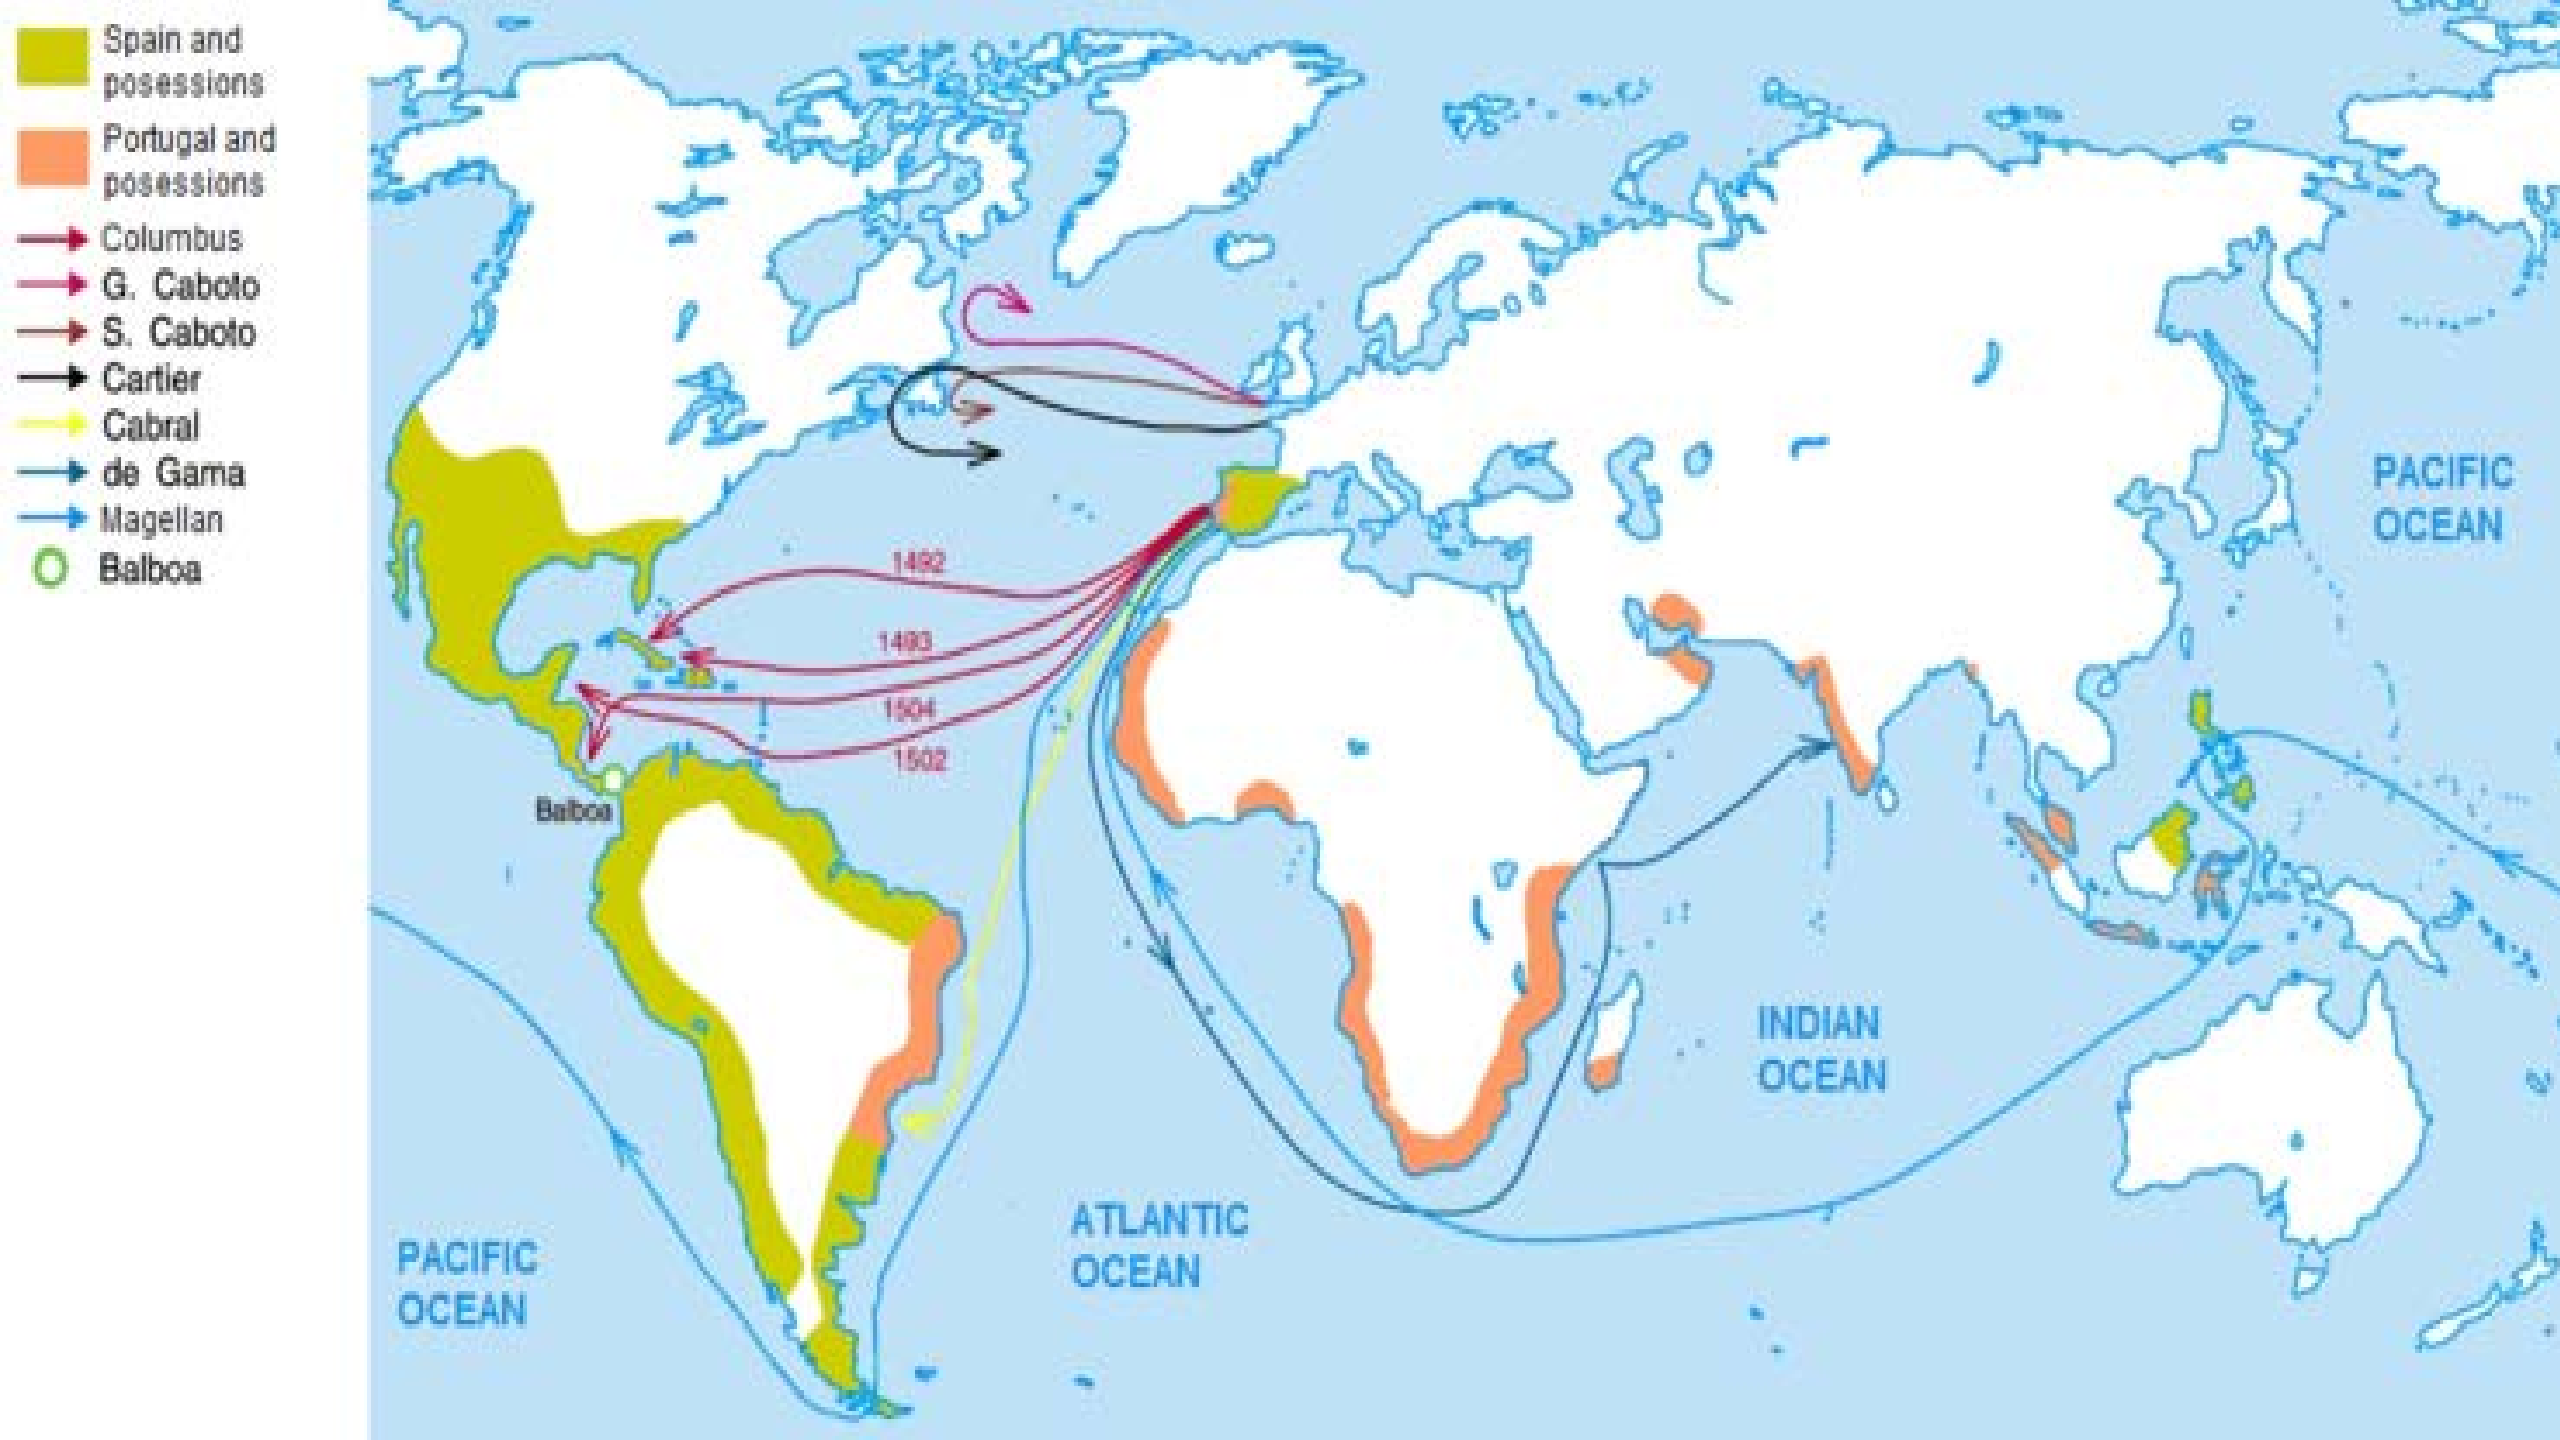 Spain and
posessions
Portugal and
posessions
Columbus
G. Caboto
S. Caboto
Cartier
Cabral
de Gama
Magellan
Balboa
1492
1493
1504
1502
Balboa
PACIFIC
OCEAN
INDIAN
OCEAN
ATLANTIC
OCEAN
PACIFIC
OCEAN